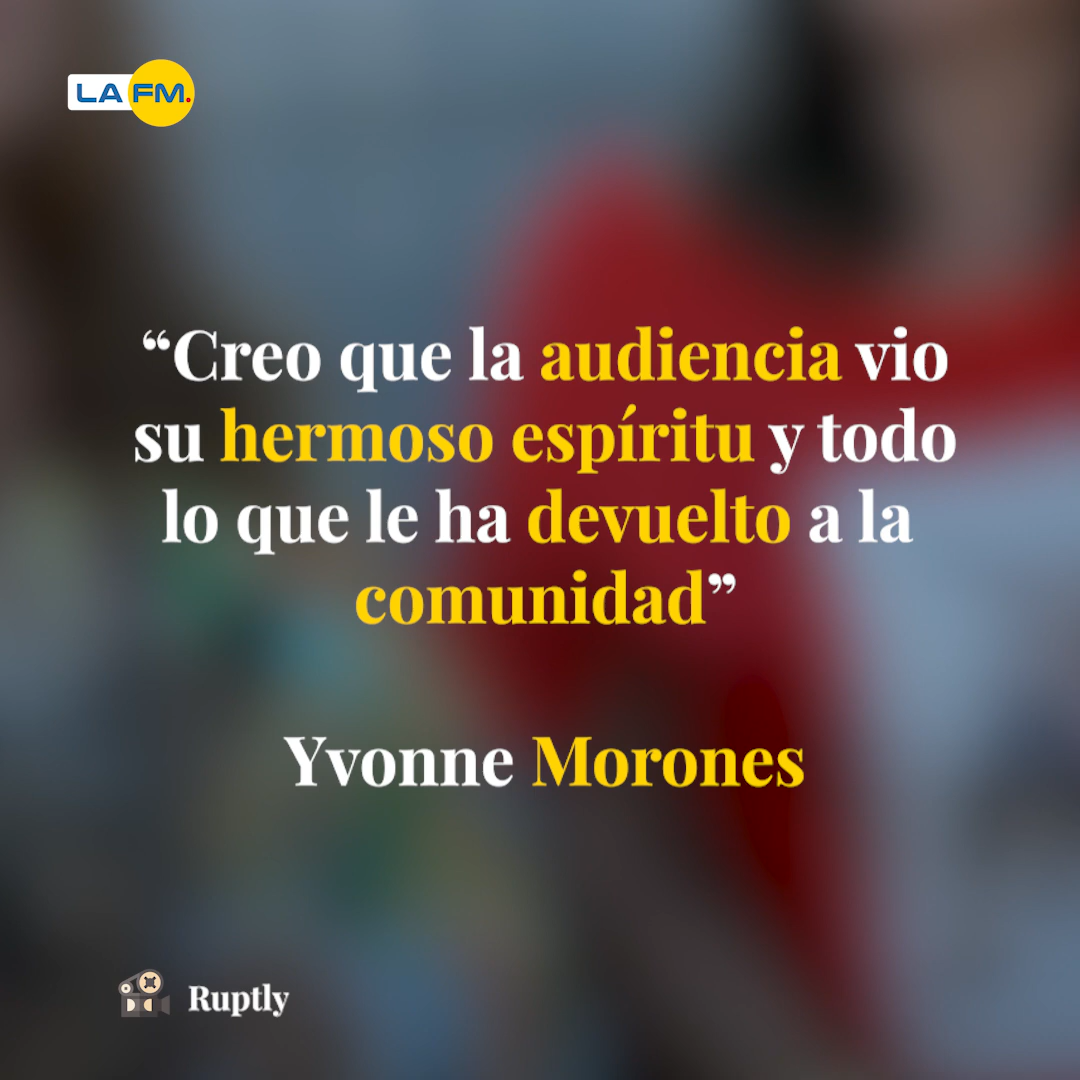 LA FM.
“Creo que la audiencia vio
su hermoso espíritu y todo
lo que le ha devuelto a la
comunidad”
Yvonne Morones
Ruptly